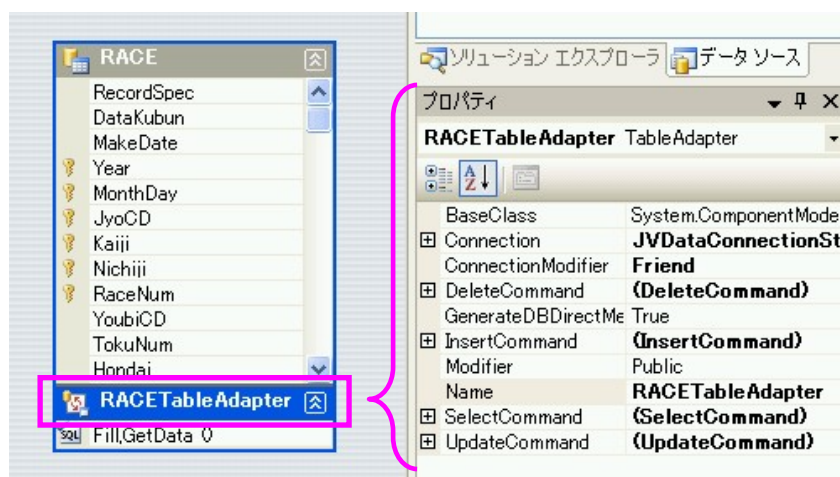 RACE
RecordSpec
DataKubun
MakeDate
Year
MonthDay
JyoCD
Kaiji
Nichiji
RaceNum
YoubiCD
TokuNum
Hondai
RACETableAdapter
SQL Fill,GetData ()
ソリューション エクスプローラ データ ソース
プロパティ
RACETableAdapter TableAdapter
A Z
BaseClass System.ComponentMode
Connection JVDataConnectionSt
ConnectionModifier Friend
DeleteCommand (DeleteCommand)
GenerateDBDirectMe True
InsertCommand (InsertCommand)
Modifier Public
Name RACETableAdapter
SelectCommand (SelectCommand)
UpdateCommand (UpdateCommand)